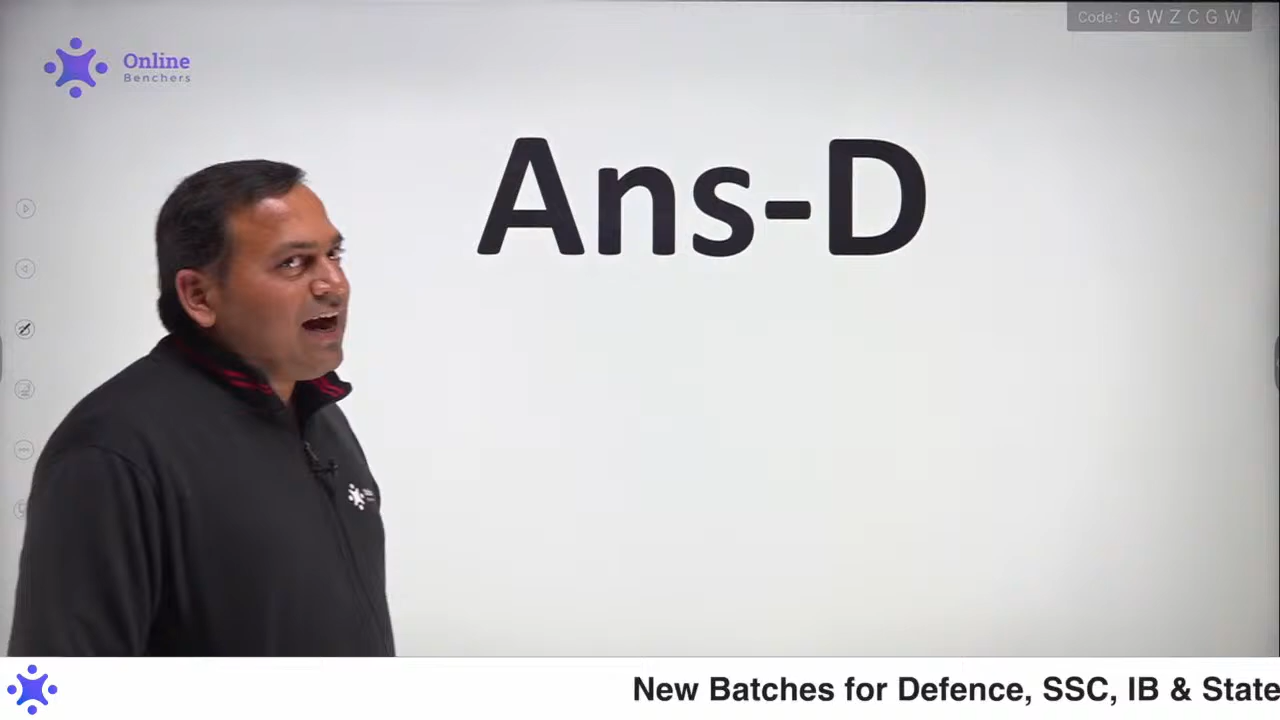 Code: G W Z C G W
Online
Benchers
Ans-D
New Batches for Defence, SSC, IB & State